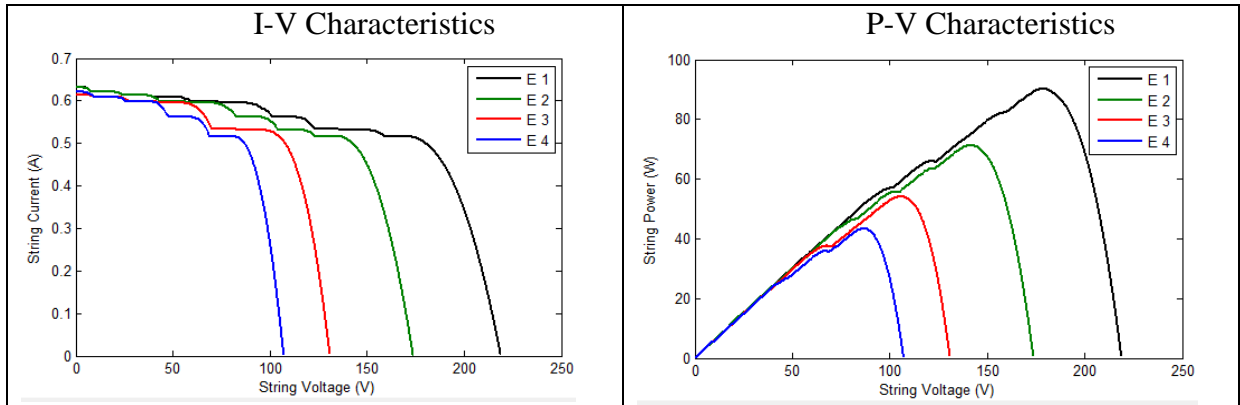 I-V Characteristics
0.7
0.6
0.5
0.4
0.3
0.2
0.1
0
String Current (A)
E 1
E 2
E 3
E 4
0 50 100 150 200 250
String Voltage (V)
P-V Characteristics
100
80
60
40
20
0
String Power (W)
E 1
E 2
E 3
E 4
0 50 100 150 200 250
String Voltage (V)